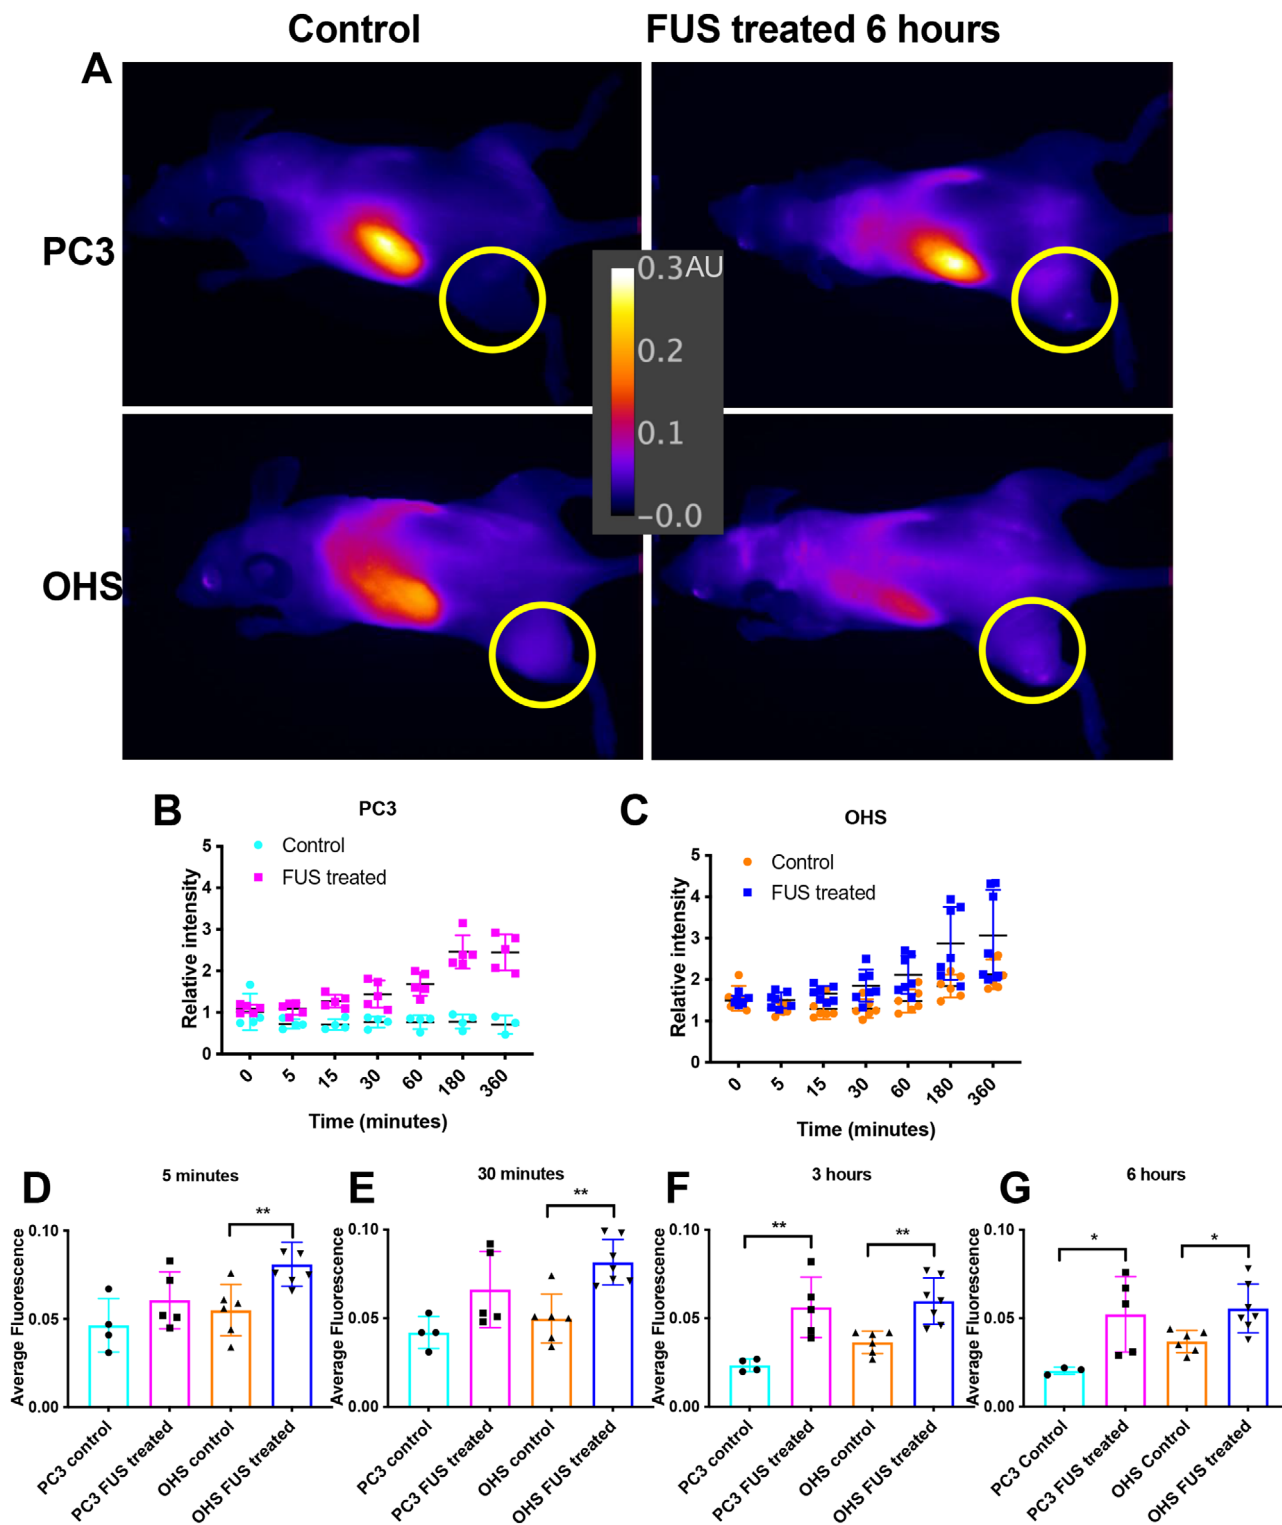 Control
FUS treated 6 hours
A
PC3
0.3AU
0.2
0.1
-0.0
OHS
B
PC3
Control
FUS treated
Relative intensity
5
4
3
2
1
0
0
5
15
30
60
180
360
Time (minutes)
C
OHS
Control
FUS treated
Relative intensity
5
4
3
2
1
0
0
5
15
30
60
180
360
Time (minutes)
D
5 minutes
**
Average Fluorescence
0.10
0.05
0.00
PC3 control
PC3 FUS treated
OHS control
OHS FUS treated
E
30 minutes
**
Average Fluorescence
0.10
0.05
0.00
PC3 control
PC3 FUS treated
OHS control
OHS FUS treated
F
3 hours
**
**
Average Fluorescence
0.10
0.05
0.00
PC3 control
PC3 FUS treated
OHS control
OHS FUS treated
G
6 hours
*
*
Average Fluorescence
0.10
0.05
0.00
PC3 Control
PC3 FUS treated
OHS Control
OHS FUS treated